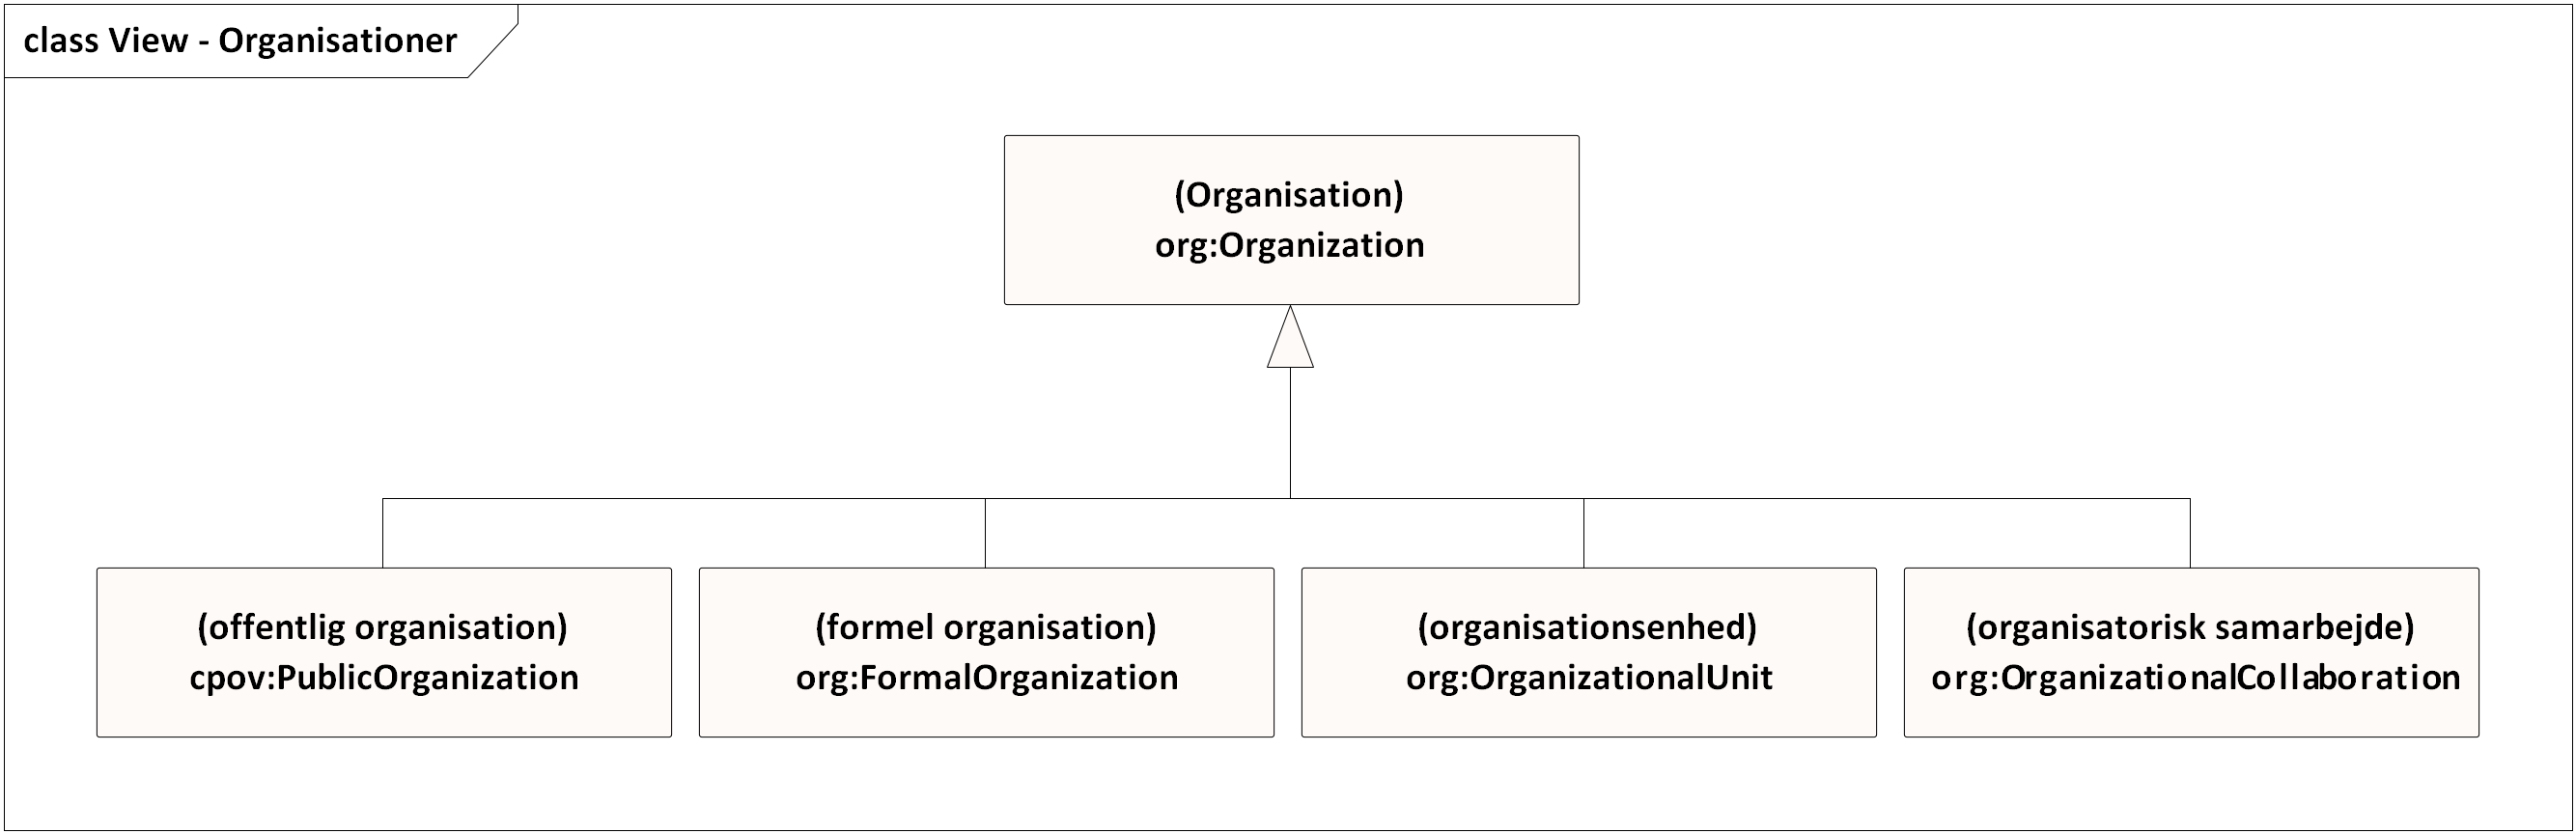 class View - Organisationer
(Organisation)
org:Organization
(offentlig organisation)
cpov:PublicOrganization
(formel organisation)
org:FormalOrganization
(organisationsenhed)
org:OrganizationalUnit
(organisatorisk samarbejde)
org:OrganizationalCollaboration